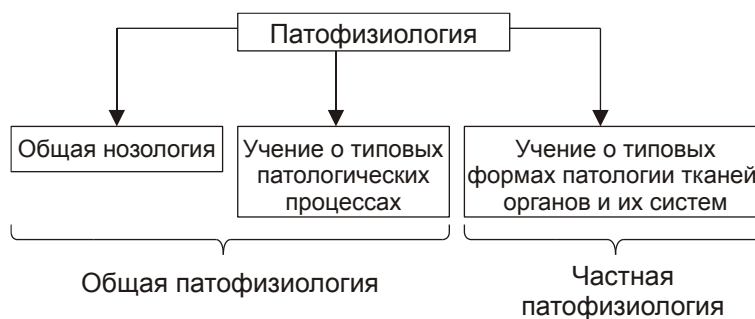 Патофизиология
Общая нозология
Учение о типовых
патологических
процессах
Учение о типовых
формах патологии тканей
органов и их систем
Общая патофизиология
Частная
патофизиология